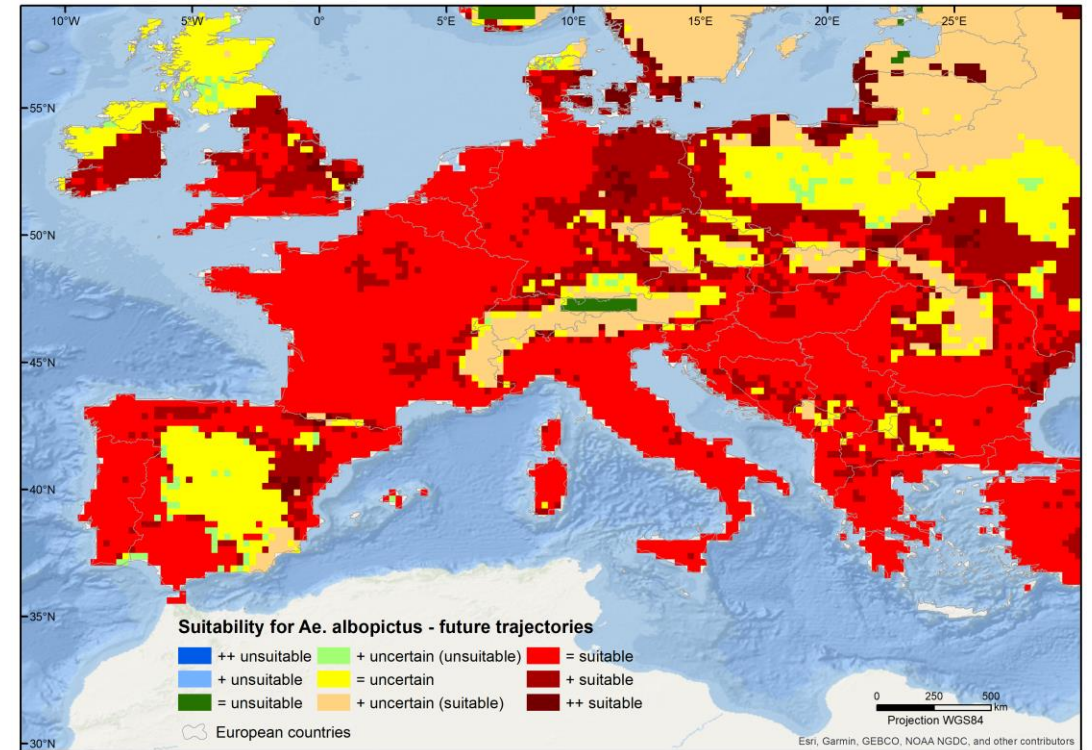 10°W 5°W 0° 5°E 10°E 15°E 20°E 25°E
55°N
50°N
45°N
40°N
35°N
30°N
Suitability for Ae. albopictus - future trajectories
++ unsuitable + uncertain (unsuitable) = suitable
+ unsuitable = uncertain + suitable
= unsuitable + uncertain (suitable) ++ suitable
European countries
0 250 500
km
Projection WGS84
Esri, Garmin, GEBCO, NOAA NGDC, and other contributors